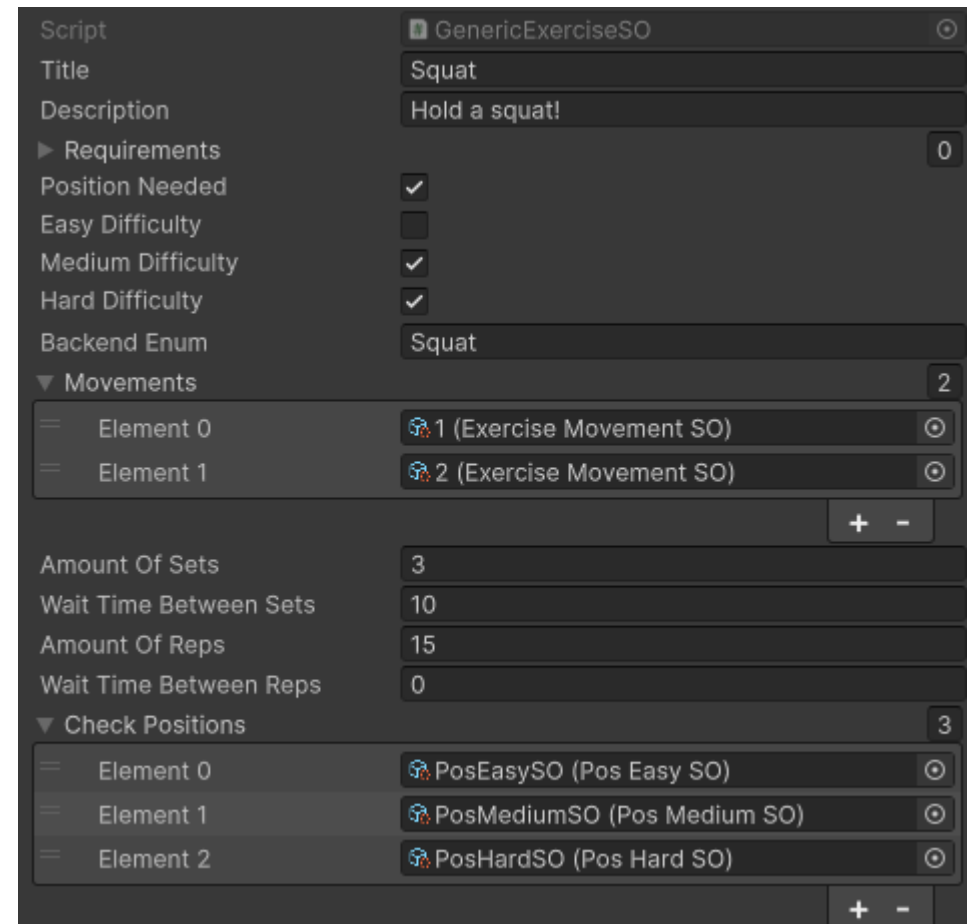 Script GenericExerciseSO
Title Squat
Description Hold a squat!
Requirements 0
Position Needed
Easy Difficulty
Medium Difficulty
Hard Difficulty
Backend Enum Squat
Movements 2
Element 0 1 (Exercise Movement SO)
Element 1 2 (Exercise Movement SO)
+ -
Amount Of Sets 3
Wait Time Between Sets 10
Amount Of Reps 15
Wait Time Between Reps 0
Check Positions 3
Element 0 PosEasySO (Pos Easy SO)
Element 1 PosMediumSO (Pos Medium SO)
Element 2 PosHardSO (Pos Hard SO)
+ -